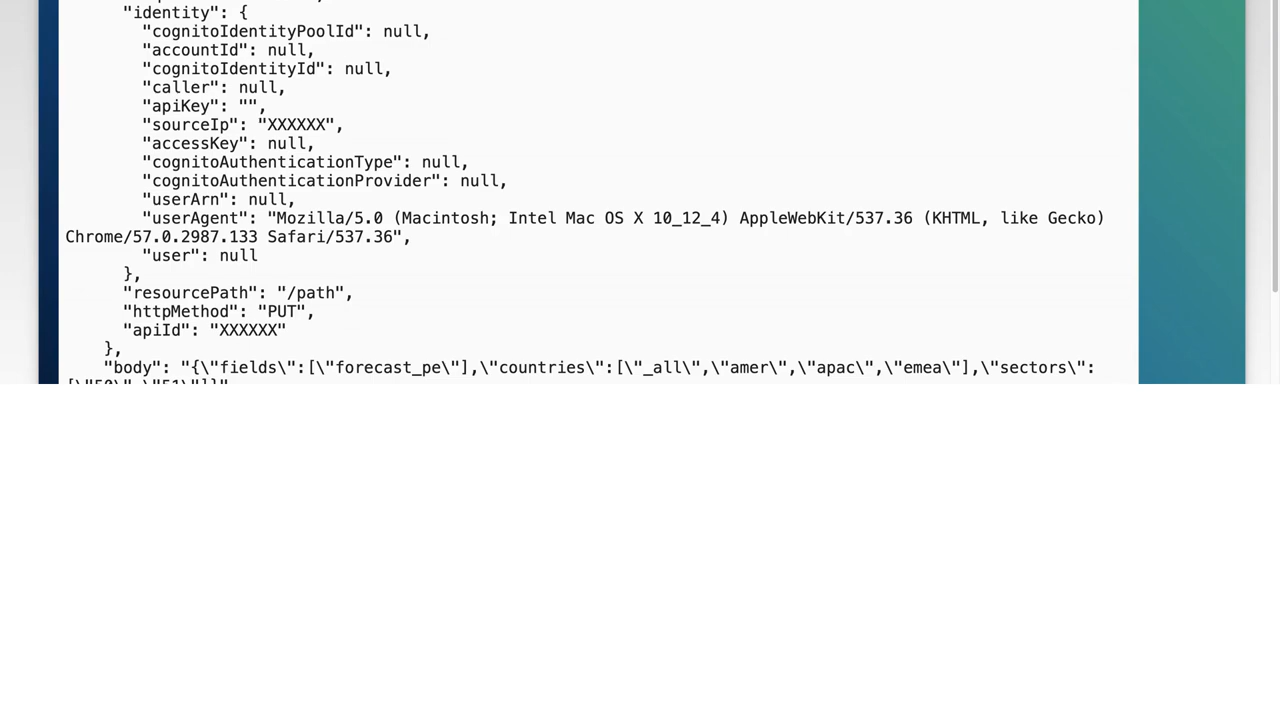 "identity": {
"cognitoIdentityPoolId": null,
"accountId": null,
"cognitoIdentityId": null,
"caller": null,
"apiKey": "",
"sourceIp": "XXXXXX",
"accessKey": null,
"cognitoAuthenticationType": null,
"cognitoAuthenticationProvider": null,
"userArn": null,
"userAgent": "Mozilla/5.0 (Macintosh; Intel Mac OS X 10_12_4) AppleWebKit/537.36 (KHTML, like Gecko)
Chrome/57.0.2987.133 Safari/537.36",
"user": null
},
"resourcePath": "/path",
"httpMethod": "PUT",
"apiId": "XXXXXX"
},
"body": "{\"fields\":[\"forecast_pe\"],\"countries\":[\"_all\",\"amer\",\"apac\",\"emea\"],\"sectors\":